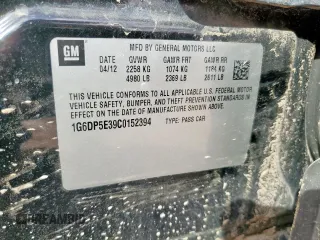 GM
MFD BY GENERAL MOTORS LLC
DATE GVWR GAWR FRT GAWR RR
04/12 2258 KG 1074 KG 1184 KG
4980 LB 2369 LB 2611 LB
THIS VEHICLE CONFORMS TO ALL APPLICABLE U.S. FEDERAL MOTOR
VEHICLE SAFETY, BUMPER, AND THEFT PREVENTION STANDARDS IN
EFFECT ON THE DATE OF MANUFACTURE SHOWN ABOVE.
1G6DP5E39C0152394 TYPE: PASS CAR